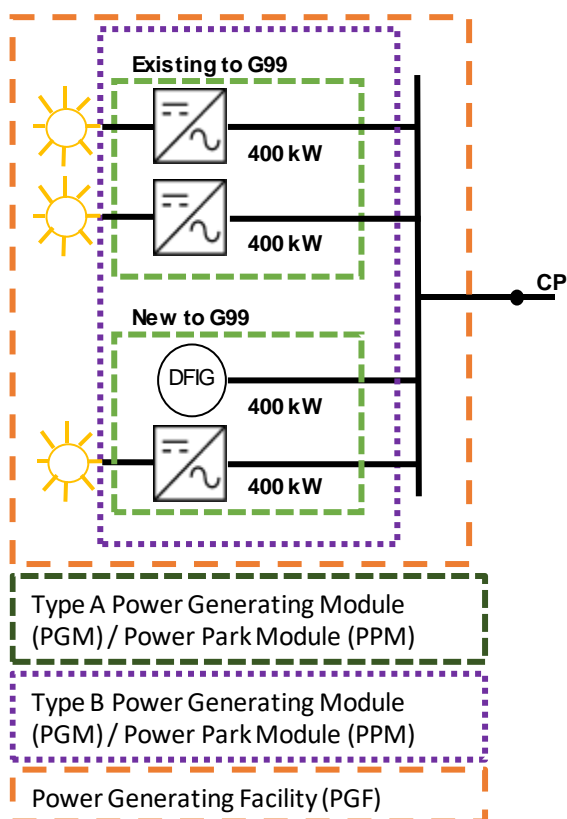 Existing to G99
400 kW
400 kW
CP
New to G99
DFIG
400 kW
400 kW
Type A Power Generating Module
(PGM) / Power Park Module (PPM)
Type B Power Generating Module
(PGM) / Power Park Module (PPM)
Power Generating Facility (PGF)